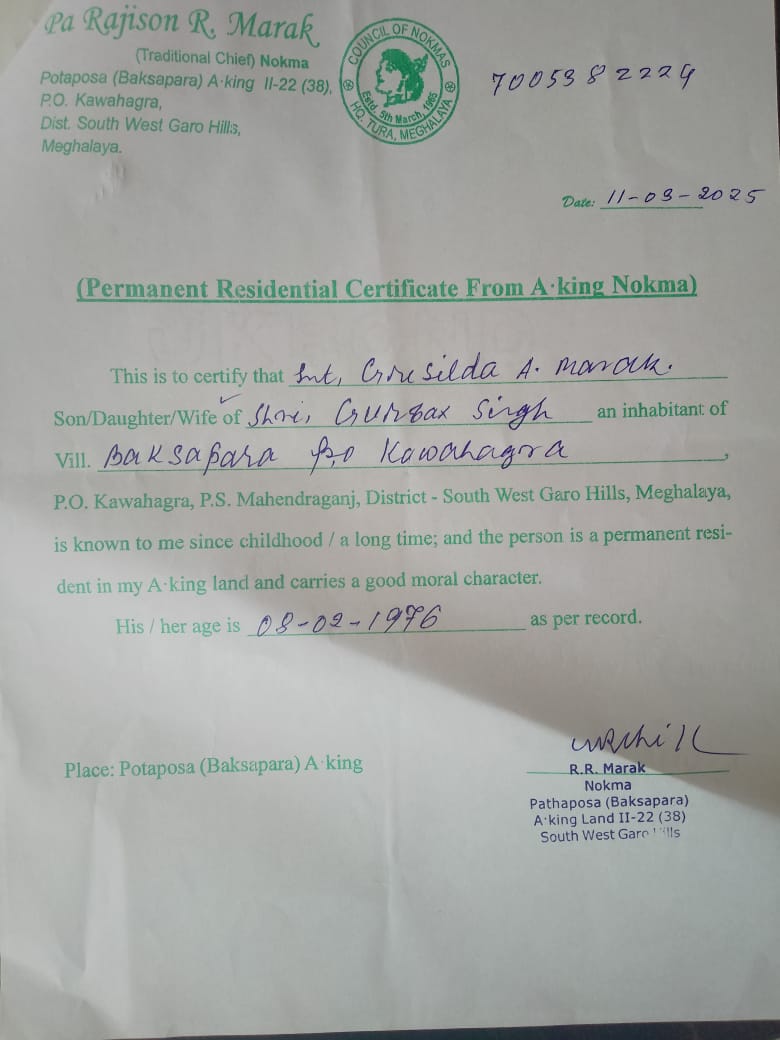 Pa Rajison R. Marak
(Traditional Chief) Nokma
Potaposa (Baksapara) A·king II-22 (38),
P.O. Kawahagra,
Dist. South West Garo Hills,
Meghalaya.
COUNCIL OF NOKMAS
Estd. 5th March, 1965
HQ. TURA, MEGHALAYA
7005382224
Date: 11-03-2025
(Permanent Residential Certificate From A·king Nokma)
This is to certify that Smt, Criresilda A. Marak.
Son/Daughter/Wife of Shri, Gurbax Singh an inhabitant of
Vill. Baksapara P.o Kawahagra,
P.O. Kawahagra, P.S. Mahendraganj, District - South West Garo Hills, Meghalaya,
is known to me since childhood / a long time; and the person is a permanent resi-
dent in my A·king land and carries a good moral character.
His / her age is 08-02-1976 as per record.
Place: Potaposa (Baksapara) A·king
R.R. Marak
Nokma
Pathaposa (Baksapara)
A·king Land II-22 (38)
South West Garo Hills